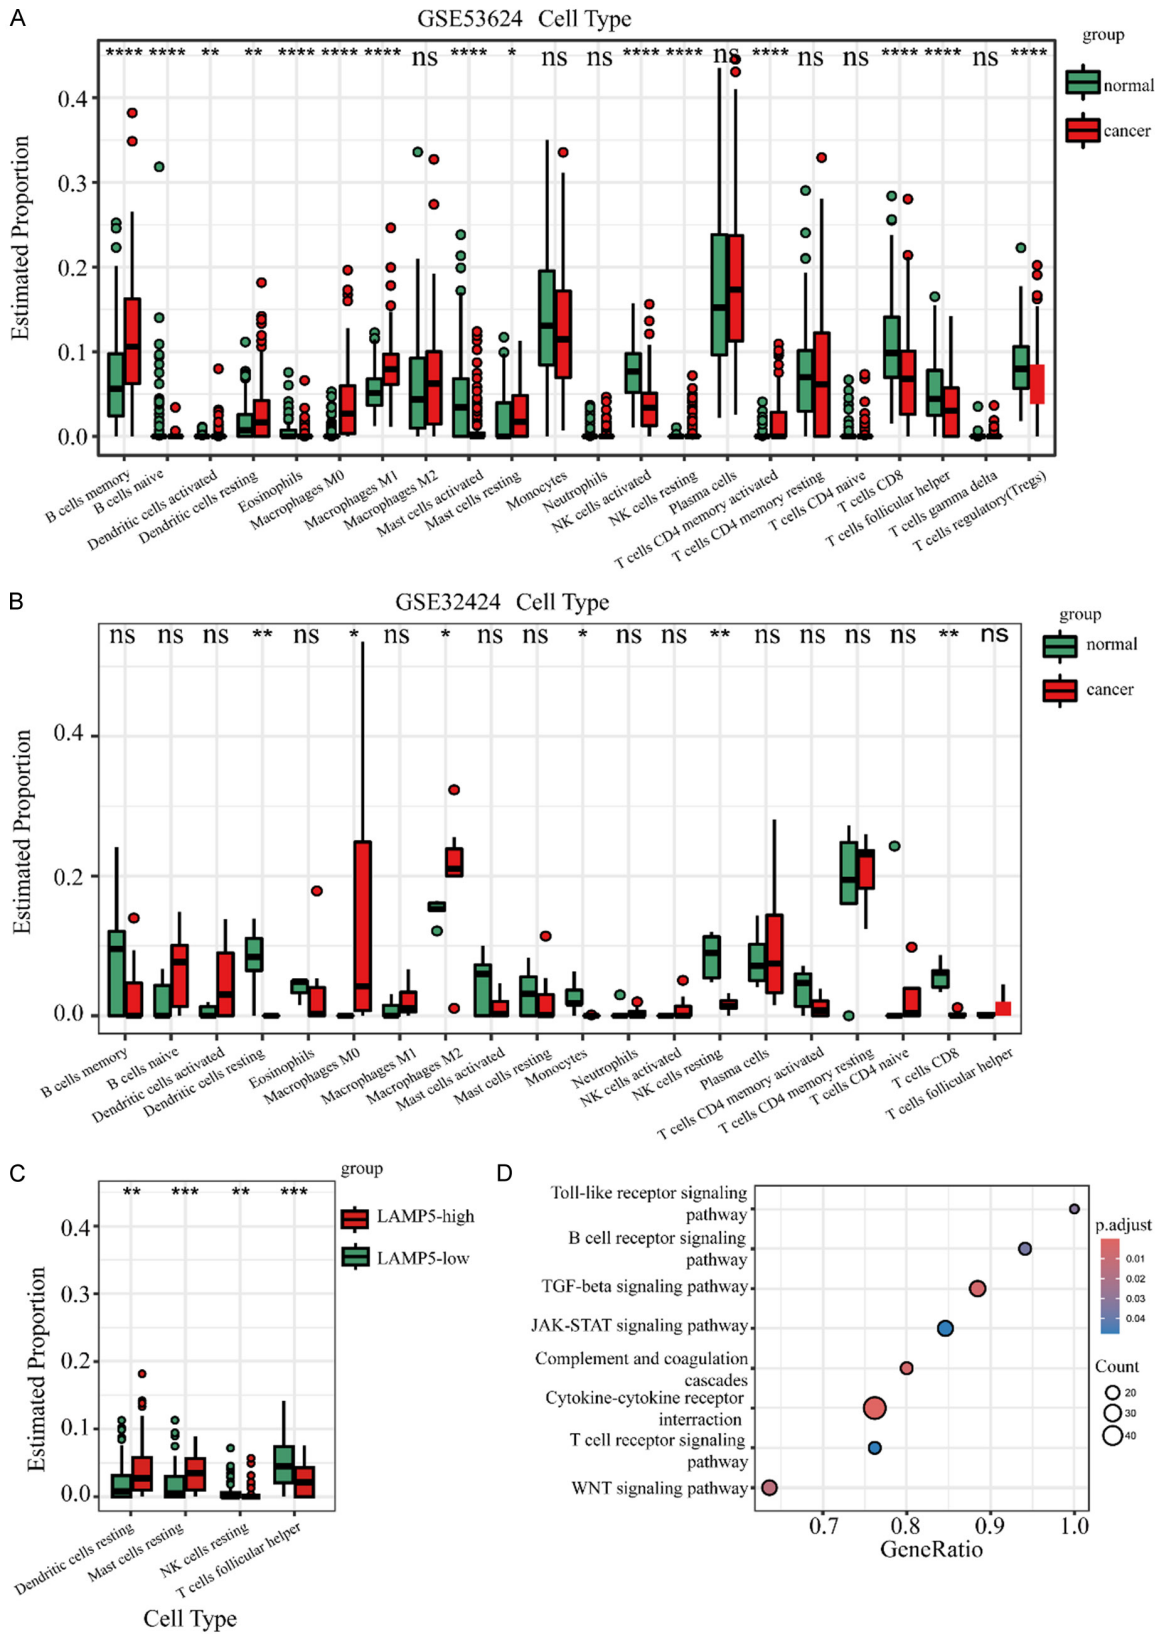 A
GSE53624 Cell Type
**** **** ** ** **** **** **** ns **** * ns ns **** **** ns **** ns ns **** **** ns ****
group
normal
cancer
Estimated Proportion
0.4
0.3
0.2
0.1
0.0
B cells memory
B cells naive
Dendritic cells activated
Dendritic cells resting
Eosinophils
Macrophages M0
Macrophages M1
Macrophages M2
Mast cells activated
Mast cells resting
Monocytes
Neutrophils
NK cells activated
NK cells resting
Plasma cells
T cells CD4 memory activated
T cells CD4 memory resting
T cells CD4 naive
T cells CD8
T cells follicular helper
T cells gamma delta
T cells regulatory(Tregs)
B
GSE32424 Cell Type
ns ns ns ** ns * ns * ns ns * ns ns ** ns ns ns ns ** ns
group
normal
cancer
Estimated Proportion
0.4
0.2
0.0
B cells memory
B cells naive
Dendritic cells activated
Dendritic cells resting
Eosinophils
Macrophages M0
Macrophages M1
Macrophages M2
Mast cells activated
Mast cells resting
Monocytes
Neutrophils
NK cells activated
NK cells resting
Plasma cells
T cells CD4 memory activated
T cells CD4 memory resting
T cells CD4 naive
T cells CD8
T cells follicular helper
C
** *** ** ***
group
LAMP5-high
LAMP5-low
Estimated Proportion
0.4
0.3
0.2
0.1
0.0
Dendritic cells resting
Mast cells resting
NK cells resting
T cells follicular helper
Cell Type
D
Toll-like receptor signaling
pathway
B cell receptor signaling
pathway
TGF-beta signaling pathway
JAK-STAT signaling pathway
Complement and coagulation
cascades
Cytokine-cytokine receptor
interraction
T cell receptor signaling
pathway
WNT signaling pathway
0.7 0.8 0.9 1.0
GeneRatio
p.adjust
0.01
0.02
0.03
0.04
Count
20
30
40